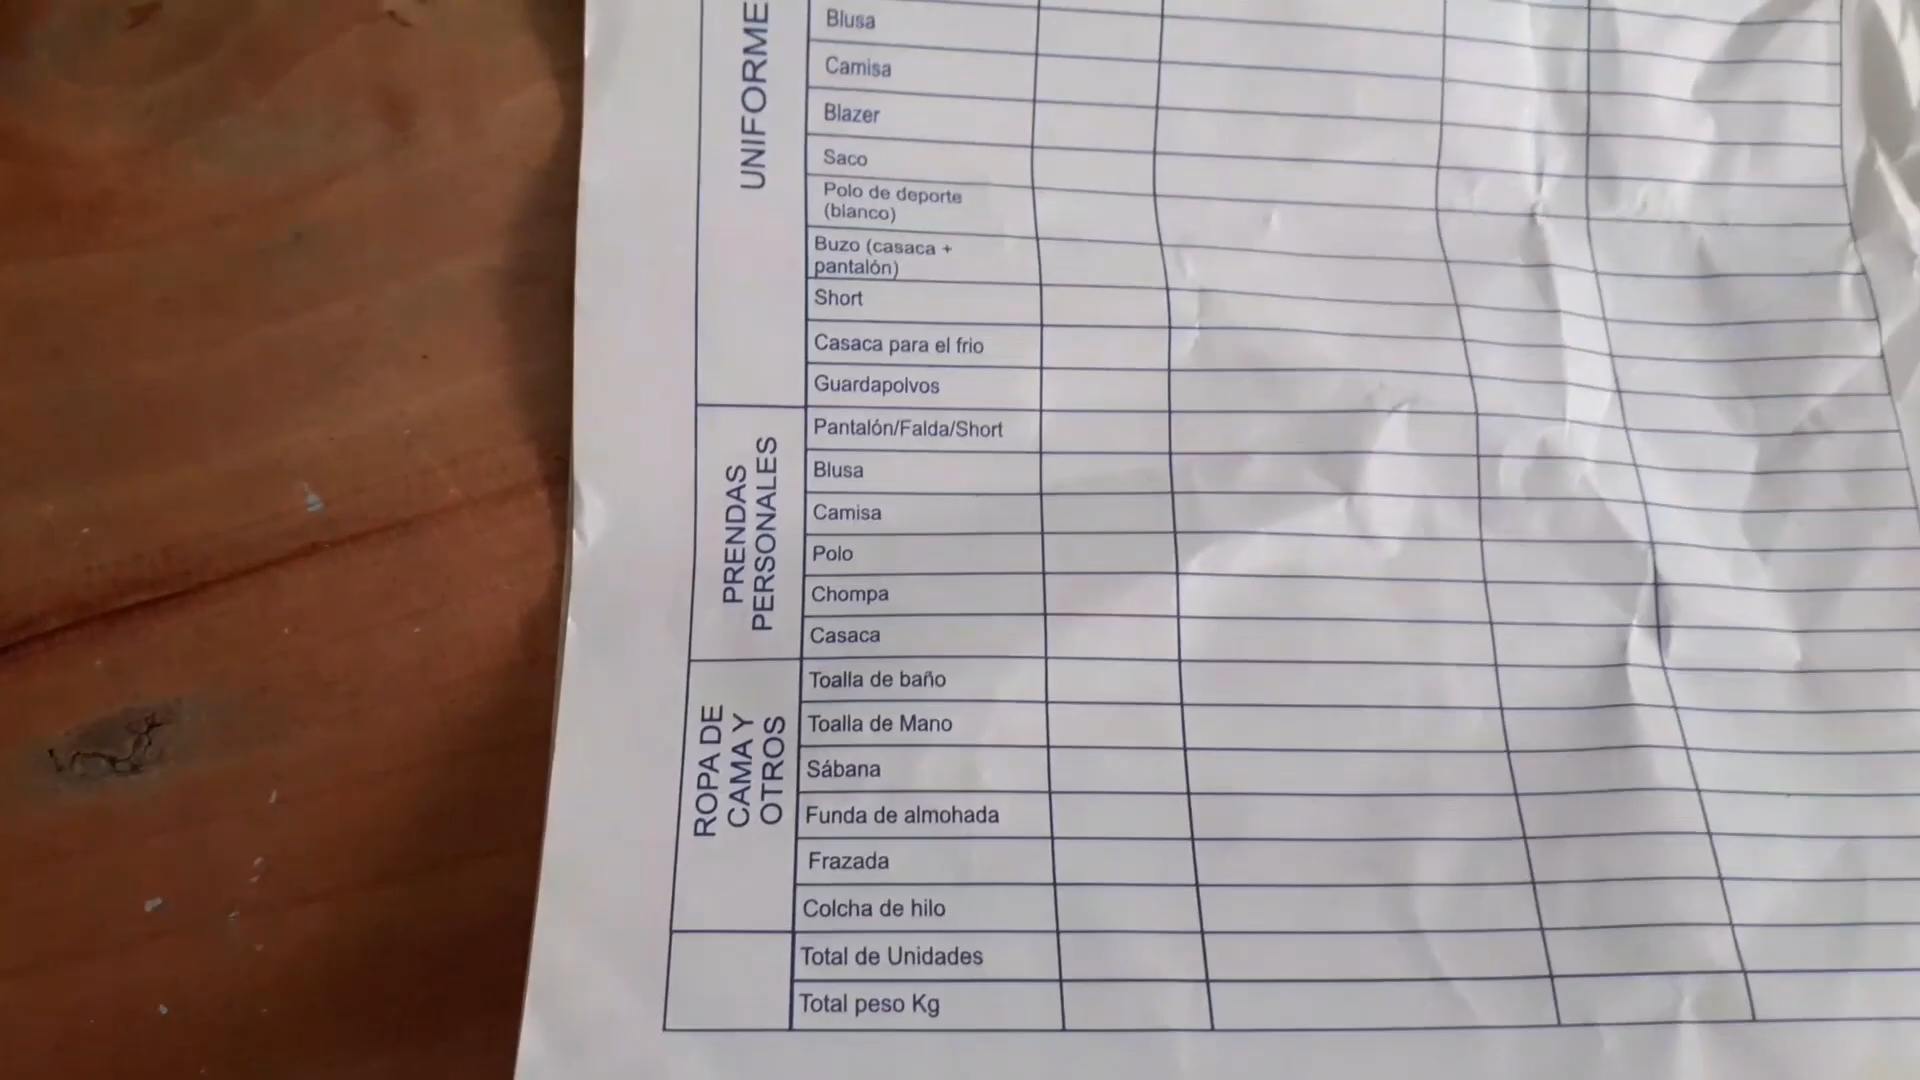 UNIFORME
Blusa
Camisa
Blazer
Saco
Polo de deporte
(blanco)
Buzo (casaca +
pantalón)
Short
Casaca para el frio
Guardapolvos
PRENDAS
PERSONALES
Pantalón/Falda/Short
Blusa
Camisa
Polo
Chompa
Casaca
ROPA DE
CAMA Y
OTROS
Toalla de baño
Toalla de Mano
Sábana
Funda de almohada
Frazada
Colcha de hilo
Total de Unidades
Total peso Kg